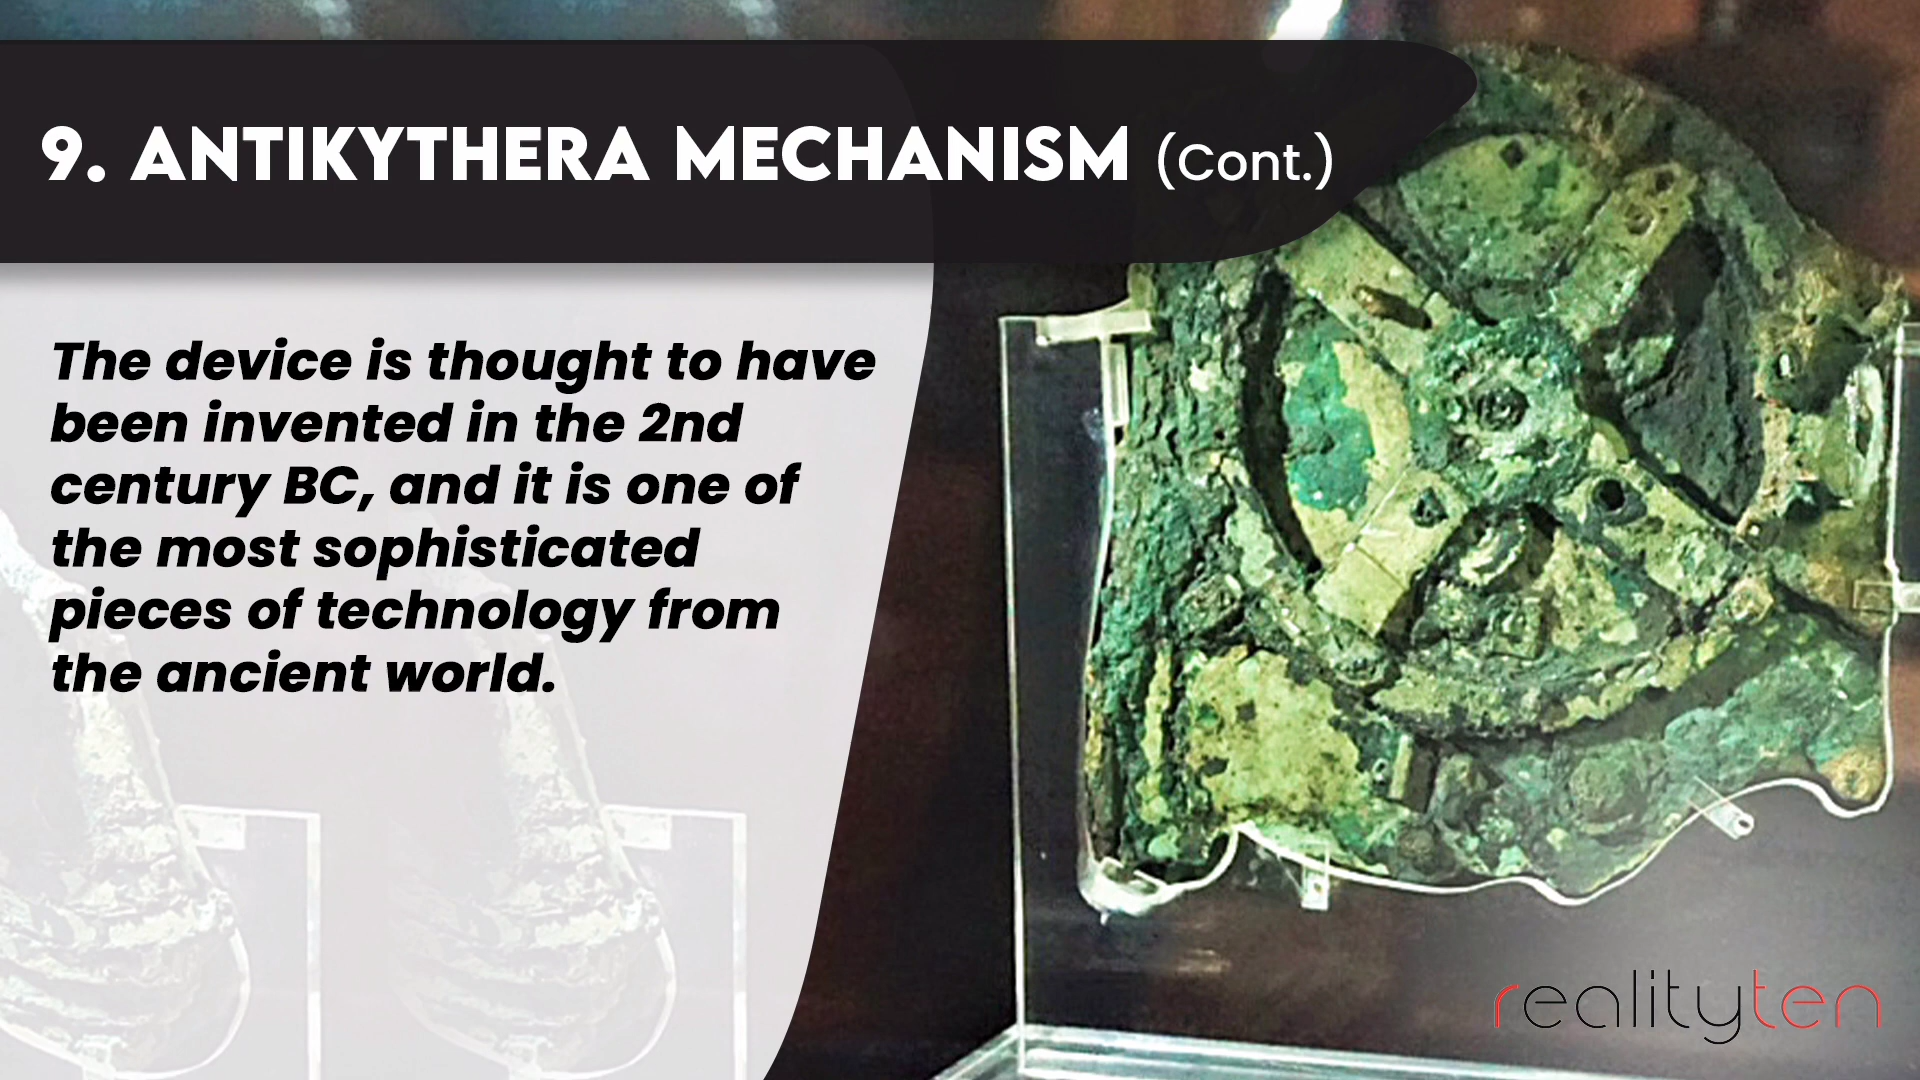 9. ANTIKYTHERA MECHANISM (Cont.)
The device is thought to have
been invented in the 2nd
century BC, and it is one of
the most sophisticated
pieces of technology from
the ancient world.
realityten